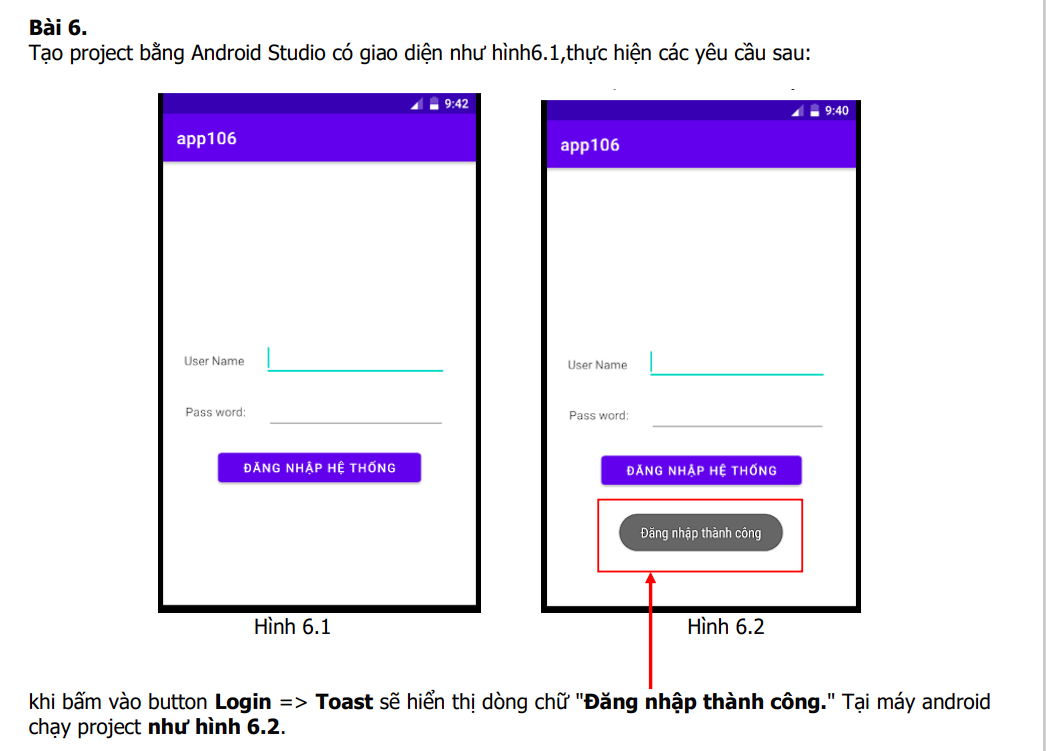 Bài 6.
Tạo project bằng Android Studio có giao diện như hình6.1,thực hiện các yêu cầu sau:
9:42
app106
User Name
Pass word:
ĐĂNG NHẬP HỆ THỐNG
Hình 6.1
9:40
app106
User Name
Pass word:
ĐĂNG NHẬP HỆ THỐNG
Đăng nhập thành công
Hình 6.2
khi bấm vào button Login => Toast sẽ hiển thị dòng chữ "Đăng nhập thành công." Tại máy android
chạy project như hình 6.2.